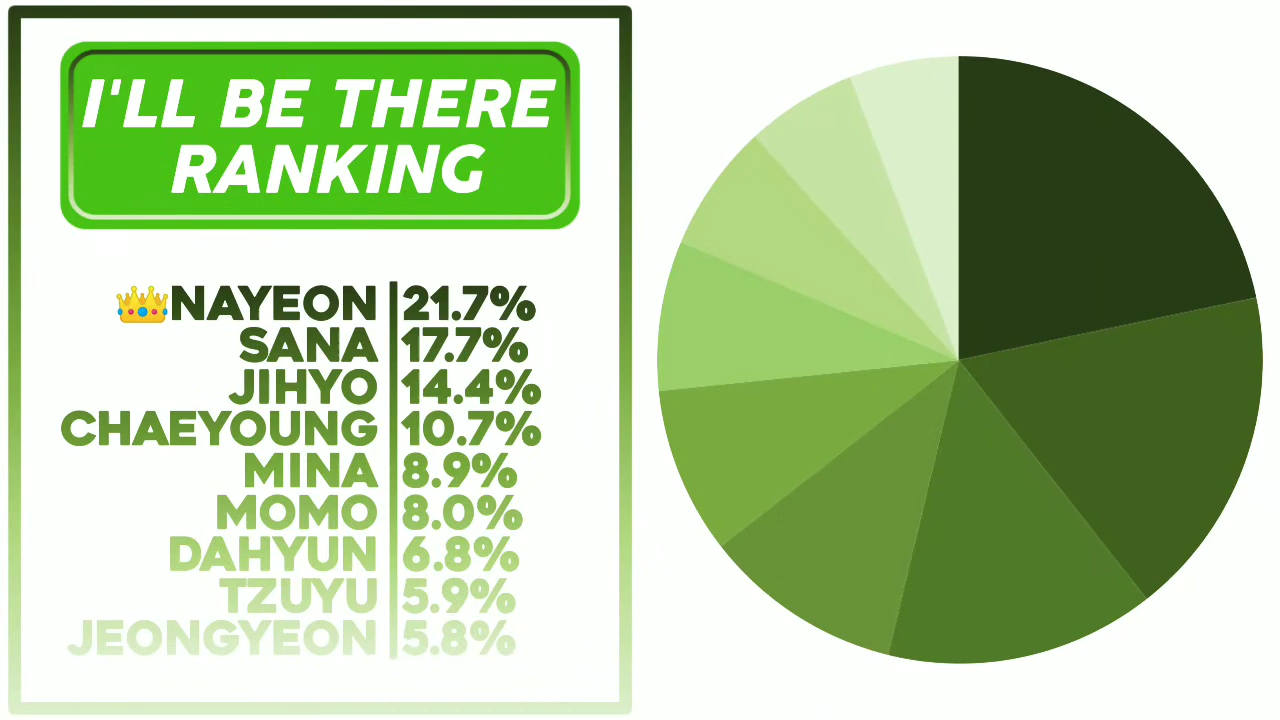 I'LL BE THERE
RANKING
NAYEON 21.7%
SANA 17.7%
JIHYO 14.4%
CHAEYOUNG 10.7%
MINA 8.9%
MOMO 8.0%
DAHYUN 6.8%
TZUYU 5.9%
JEONGYEON 5.8%